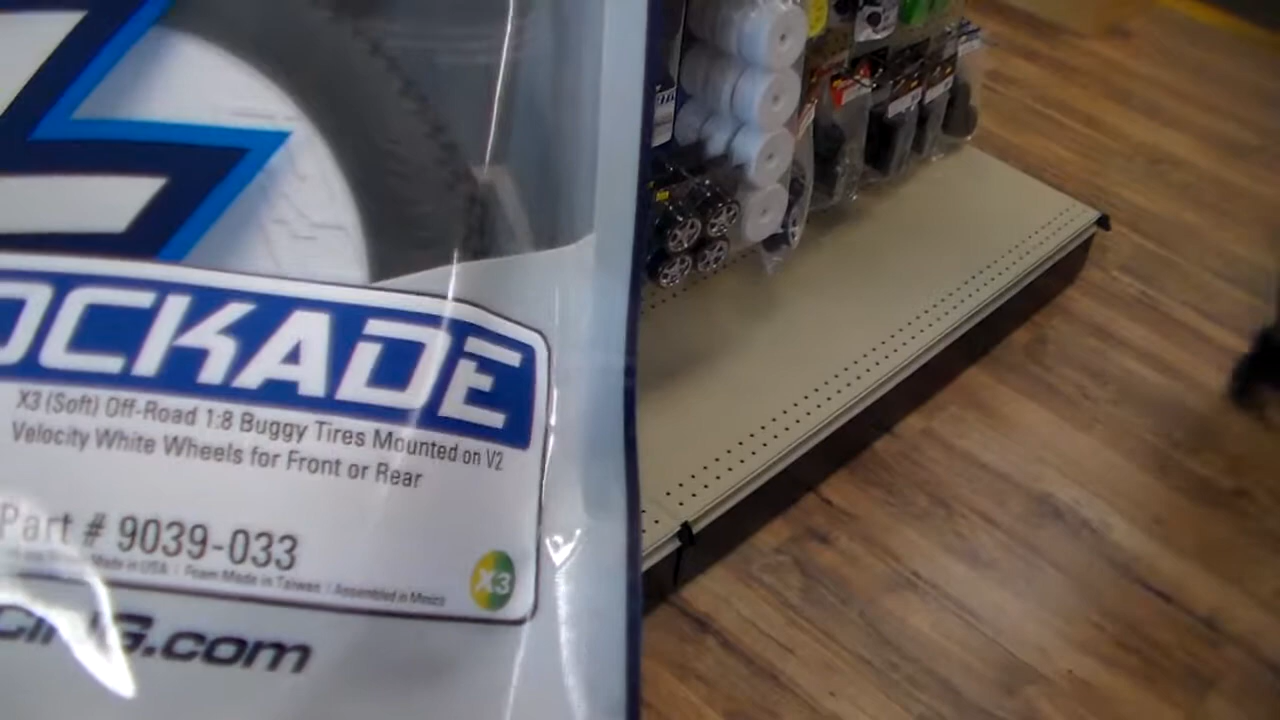 OCKADE
X3 (Soft) Off-Road 1:8 Buggy Tires Mounted on V2
Velocity White Wheels for Front or Rear
Part # 9039-033
Made in USA | Foam Made in Taiwan | Assembled in Mexico
X3
CING.com